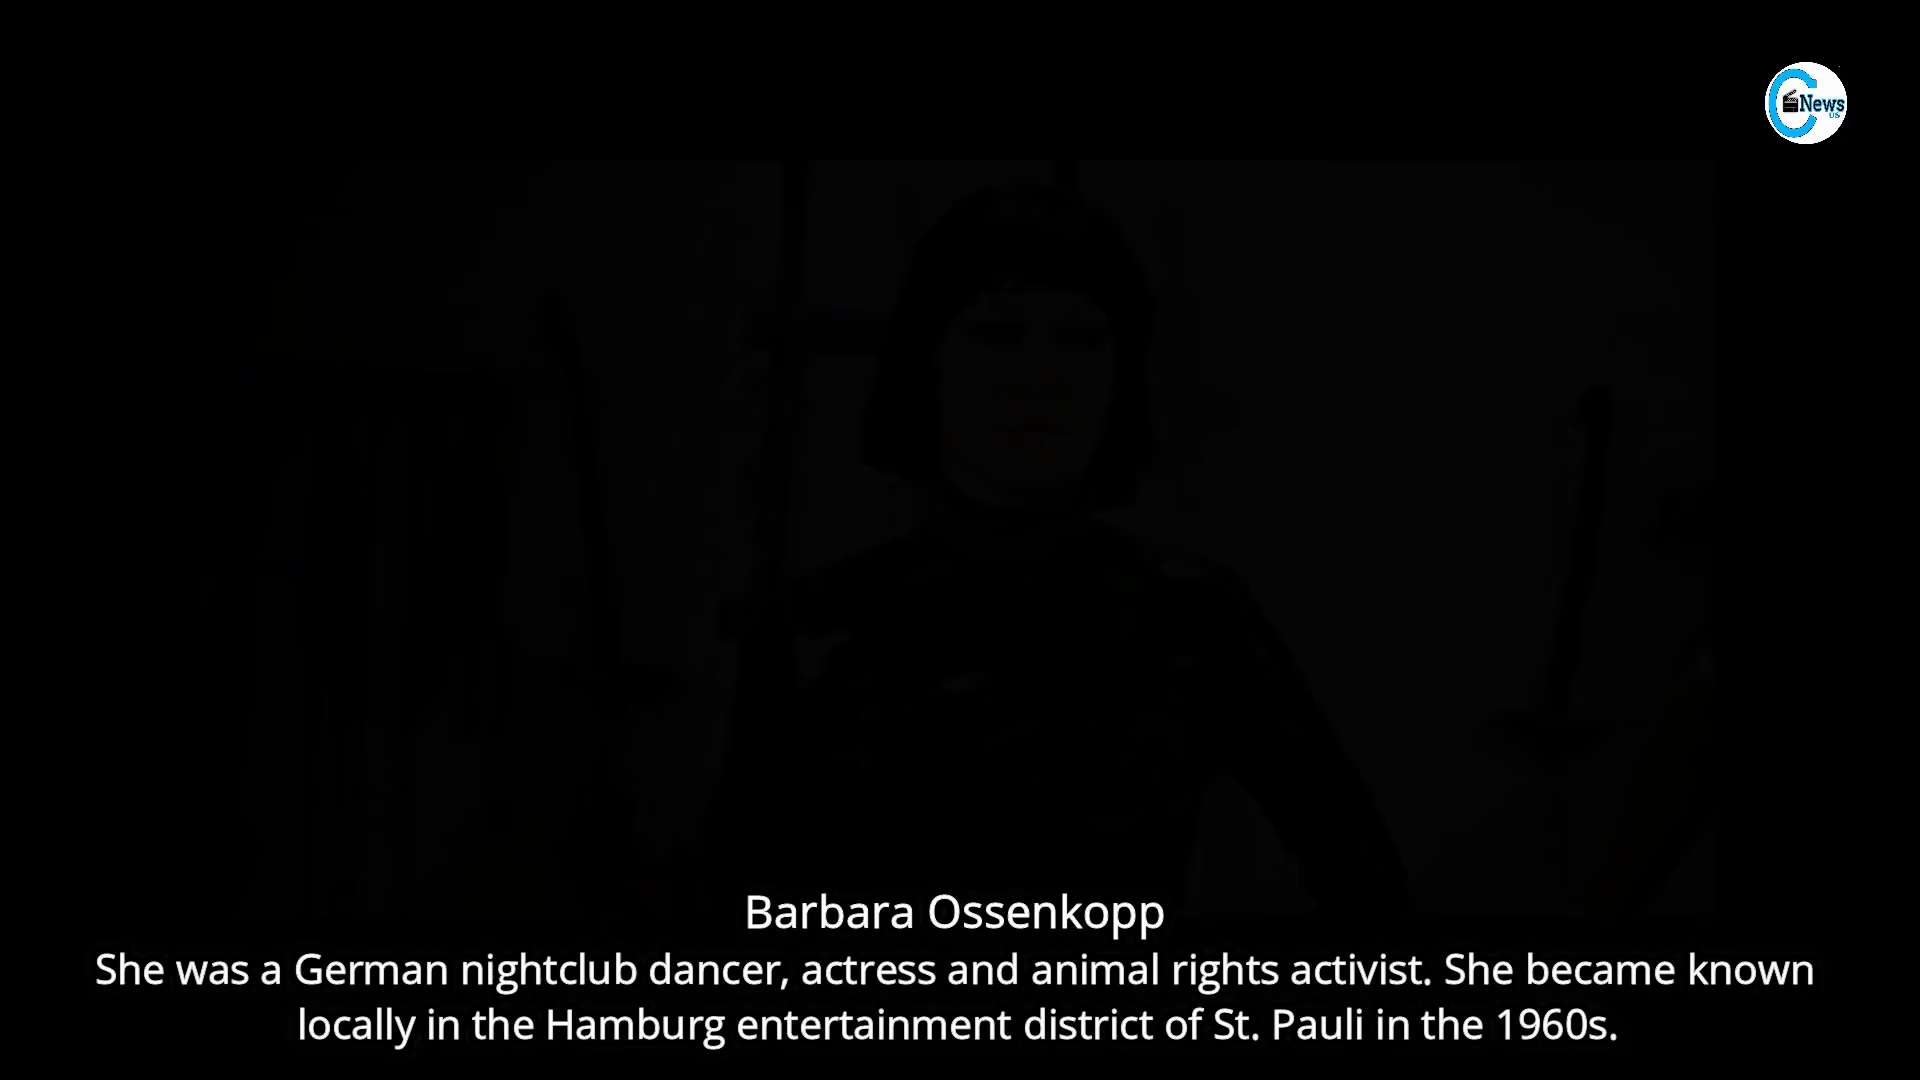 News
US
Barbara Ossenkopp
She was a German nightclub dancer, actress and animal rights activist. She became known
locally in the Hamburg entertainment district of St. Pauli in the 1960s.